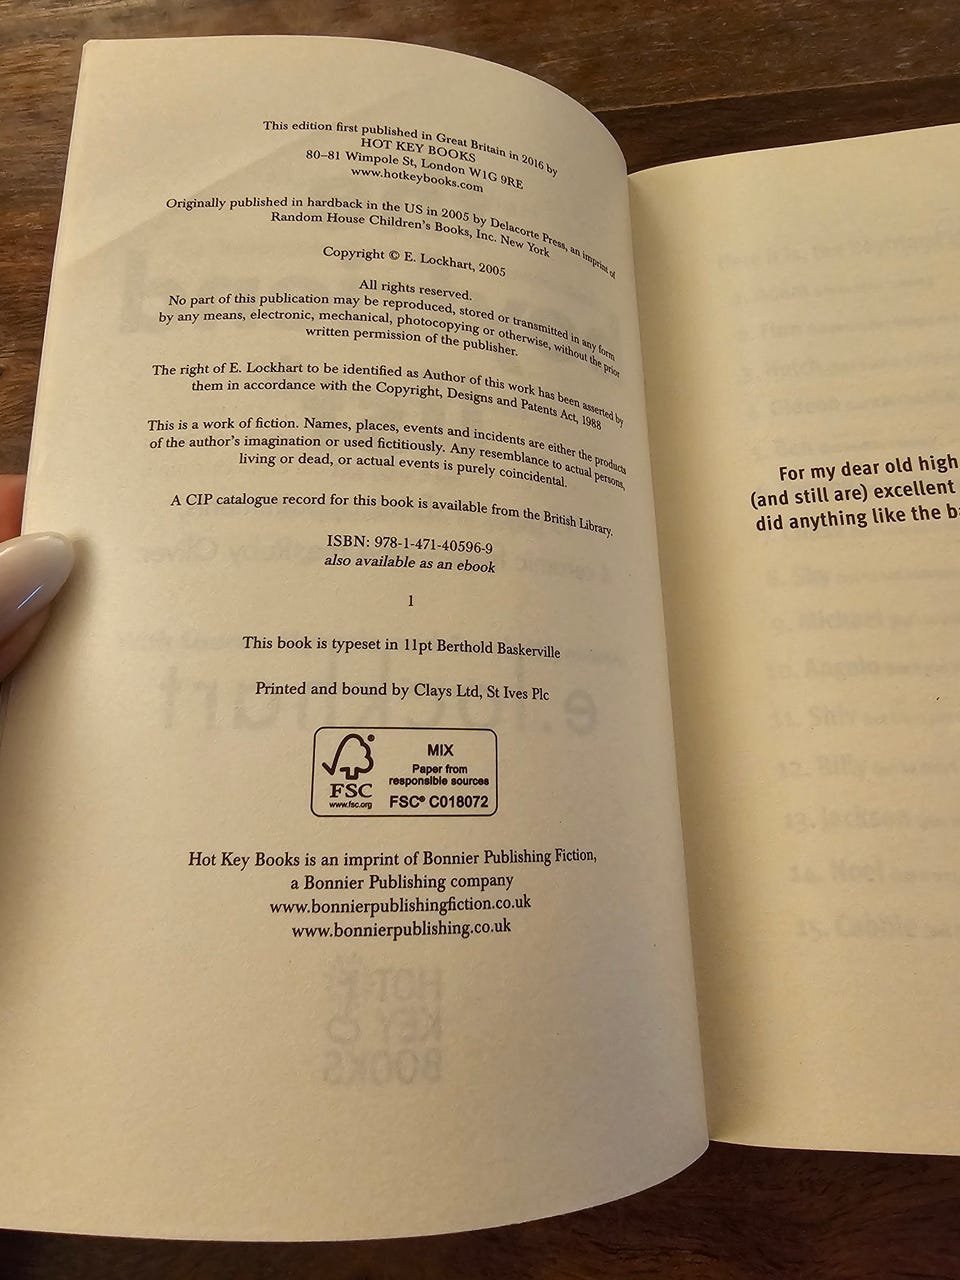 This edition first published in Great Britain in 2016 by
HOT KEY BOOKS
80–81 Wimpole St, London W1G 9RE
www.hotkeybooks.com
Originally published in hardback in the US in 2005 by Delacorte Press, an imprint of
Random House Children's Books, Inc. New York
Copyright © E. Lockhart, 2005
All rights reserved.
No part of this publication may be reproduced, stored or transmitted in any form
by any means, electronic, mechanical, photocopying or otherwise, without the prior
written permission of the publisher.
The right of E. Lockhart to be identified as Author of this work has been asserted by
them in accordance with the Copyright, Designs and Patents Act, 1988
This is a work of fiction. Names, places, events and incidents are either the products
of the author's imagination or used fictitiously. Any resemblance to actual persons,
living or dead, or actual events is purely coincidental.
A CIP catalogue record for this book is available from the British Library.
ISBN: 978-1-471-40596-9
also available as an ebook
1
This book is typeset in 11pt Berthold Baskerville
Printed and bound by Clays Ltd, St Ives Plc
FSC
www.fsc.org
MIX
Paper from
responsible sources
FSC® C018072
Hot Key Books is an imprint of Bonnier Publishing Fiction,
a Bonnier Publishing company
www.bonnierpublishingfiction.co.uk
www.bonnierpublishing.co.uk
HOT
KEY
BOOKS
e.lockhart
For my dear old high
(and still are) excellent
did anything like the